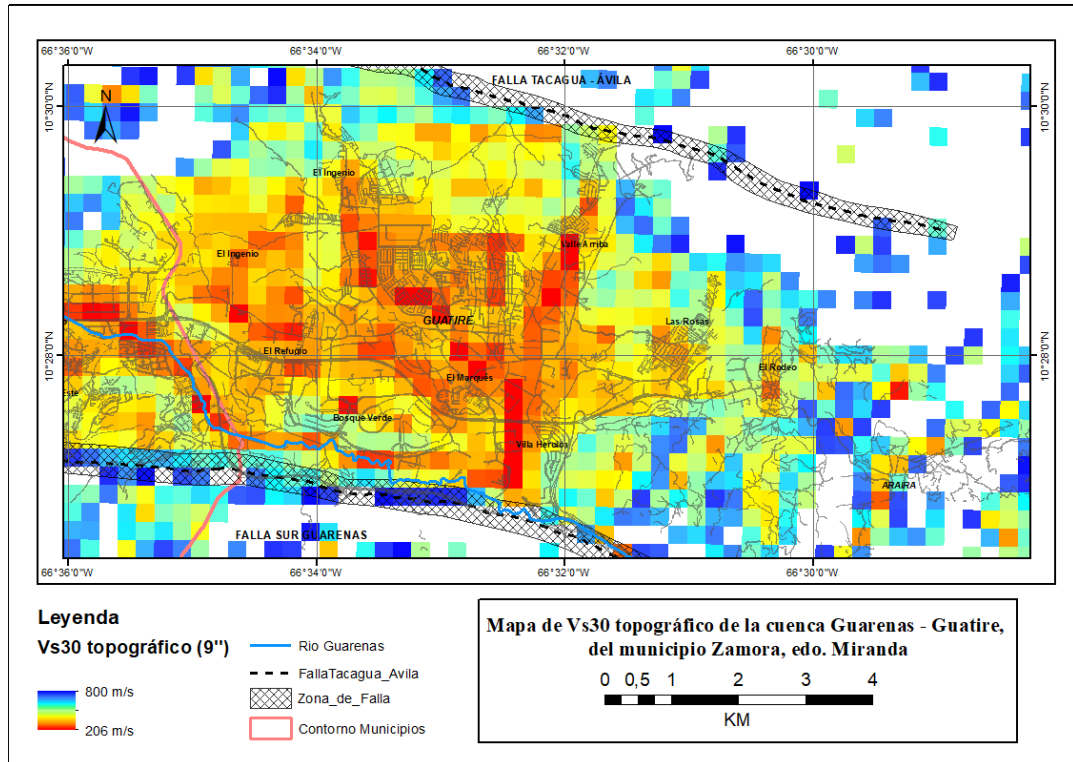 66°36'0"W 66°34'0"W 66°32'0"W 66°30'0"W
10°30'0"N
10°30'0"N
10°28'0"N
10°28'0"N
N
FALLA TACAGUA - ÁVILA
El Ingenio
Valle Arriba
El Ingenio
GUATIRE
Las Rosas
El Refugio
El Rodeo
El Marqués
Este
Bosque Verde
Villa Heroica
ARAIRA
FALLA SUR GUARENAS
66°36'0"W 66°34'0"W 66°32'0"W 66°30'0"W
Leyenda
Vs30 topográfico (9'')
800 m/s
206 m/s
Rio Guarenas
FallaTacagua_Avila
Zona_de_Falla
Contorno Municipios
Mapa de Vs30 topográfico de la cuenca Guarenas - Guatire,
del municipio Zamora, edo. Miranda
0 0,5 1 2 3 4
KM